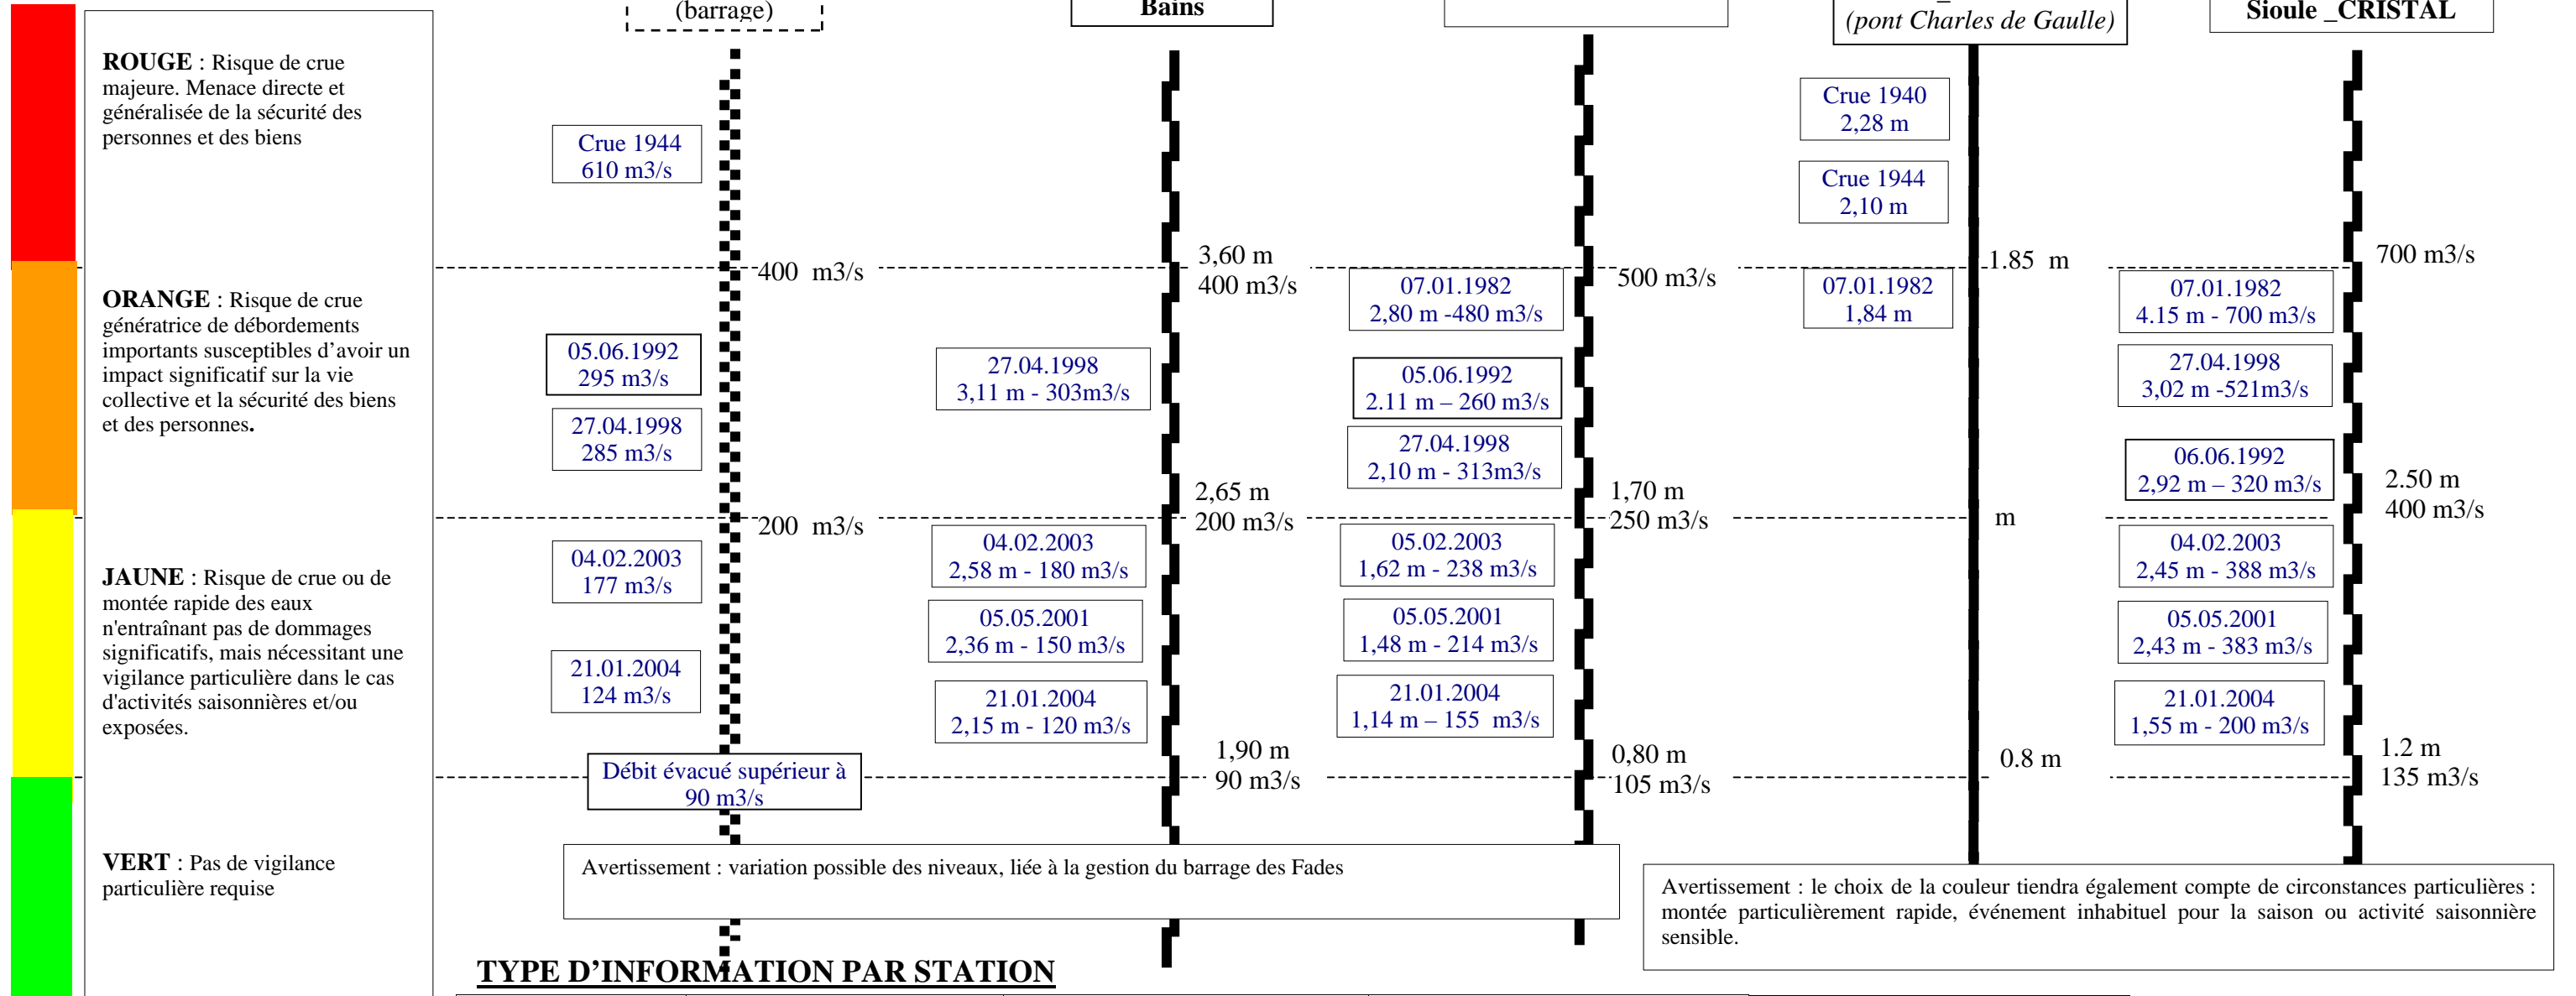 (barrage)
Bains
(pont Charles de Gaulle)
Sioule _CRISTAL
ROUGE : Risque de crue
majeure. Menace directe et
généralisée de la sécurité des
personnes et des biens
Crue 1944
610 m3/s
Crue 1940
2,28 m
Crue 1944
2,10 m
400 m3/s
3,60 m
400 m3/s
500 m3/s
1.85 m
700 m3/s
ORANGE : Risque de crue
génératrice de débordements
importants susceptibles d’avoir un
impact significatif sur la vie
collective et la sécurité des biens
et des personnes.
05.06.1992
295 m3/s
27.04.1998
285 m3/s
27.04.1998
3,11 m - 303m3/s
07.01.1982
2,80 m -480 m3/s
05.06.1992
2.11 m – 260 m3/s
27.04.1998
2,10 m - 313m3/s
07.01.1982
1,84 m
07.01.1982
4.15 m - 700 m3/s
27.04.1998
3,02 m -521m3/s
06.06.1992
2,92 m – 320 m3/s
200 m3/s
2,65 m
200 m3/s
1,70 m
250 m3/s
m
2.50 m
400 m3/s
JAUNE : Risque de crue ou de
montée rapide des eaux
n'entraînant pas de dommages
significatifs, mais nécessitant une
vigilance particulière dans le cas
d'activités saisonnières et/ou
exposées.
04.02.2003
177 m3/s
21.01.2004
124 m3/s
04.02.2003
2,58 m - 180 m3/s
05.05.2001
2,36 m - 150 m3/s
21.01.2004
2,15 m - 120 m3/s
05.02.2003
1,62 m - 238 m3/s
05.05.2001
1,48 m - 214 m3/s
21.01.2004
1,14 m – 155 m3/s
04.02.2003
2,45 m - 388 m3/s
05.05.2001
2,43 m - 383 m3/s
21.01.2004
1,55 m - 200 m3/s
Débit évacué supérieur à
90 m3/s
1,90 m
90 m3/s
0,80 m
105 m3/s
0.8 m
1.2 m
135 m3/s
VERT : Pas de vigilance
particulière requise
Avertissement : variation possible des niveaux, liée à la gestion du barrage des Fades
Avertissement : le choix de la couleur tiendra également compte de circonstances particulières :
montée particulièrement rapide, événement inhabituel pour la saison ou activité saisonnière
sensible.
TYPE D’INFORMATION PAR STATION